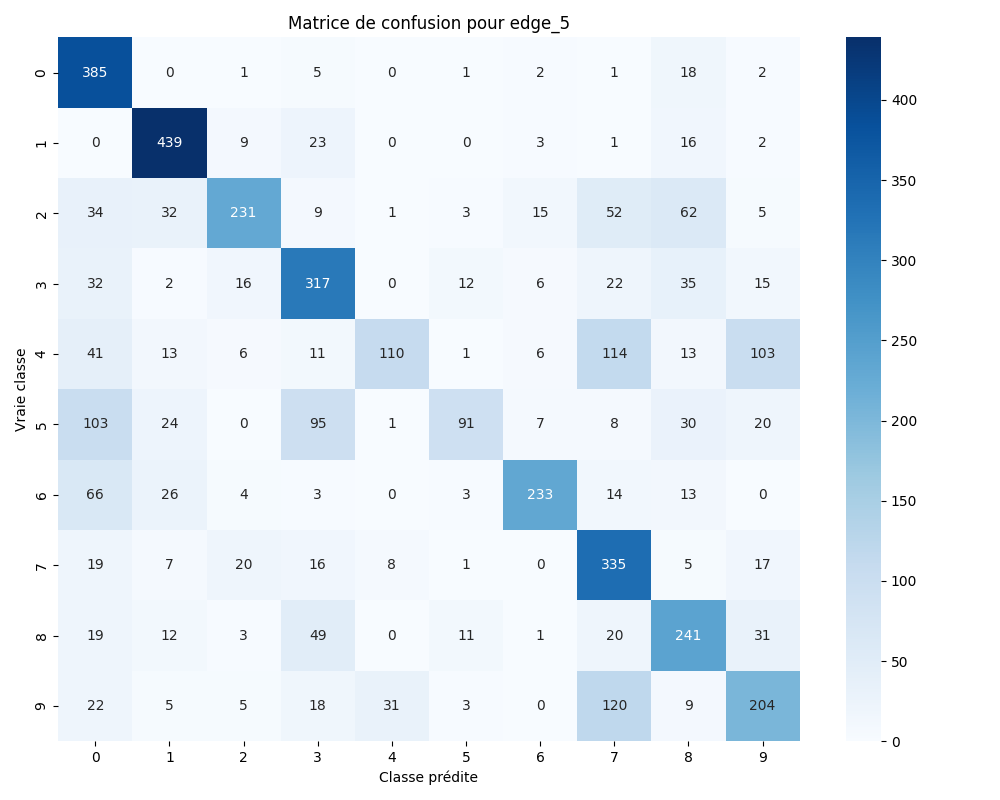 Matrice de confusion pour edge_5
0 385 0 1 5 0 1 2 1 18 2
1 0 439 9 23 0 0 3 1 16 2
2 34 32 231 9 1 3 15 52 62 5
3 32 2 16 317 0 12 6 22 35 15
4 41 13 6 11 110 1 6 114 13 103
5 103 24 0 95 1 91 7 8 30 20
6 66 26 4 3 0 3 233 14 13 0
7 19 7 20 16 8 1 0 335 5 17
8 19 12 3 49 0 11 1 20 241 31
9 22 5 5 18 31 3 0 120 9 204
0 1 2 3 4 5 6 7 8 9
Classe prédite
Vraie classe
400
350
300
250
200
150
100
50
0